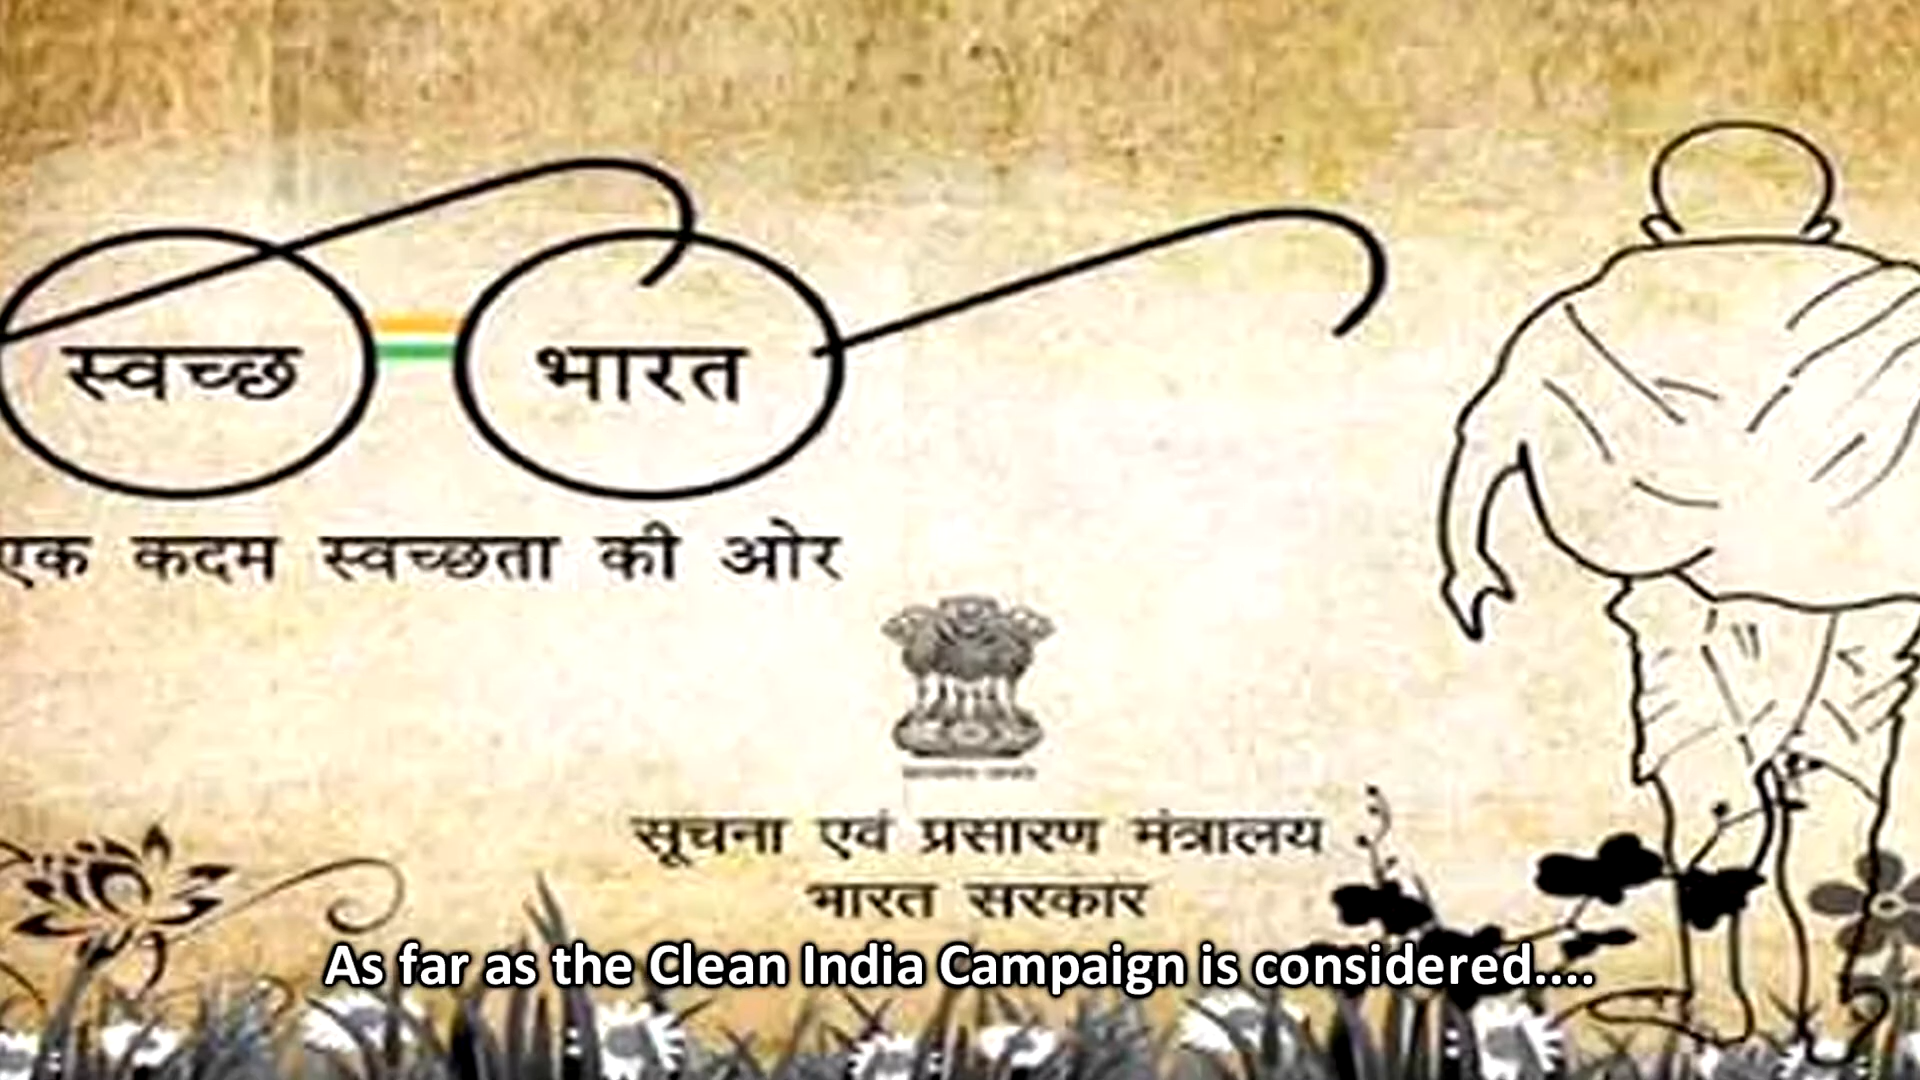 स्वच्छ भारत
एक कदम स्वच्छता की ओर
सूचना एवं प्रसारण मंत्रालय
भारत सरकार
As far as the Clean India Campaign is considered....